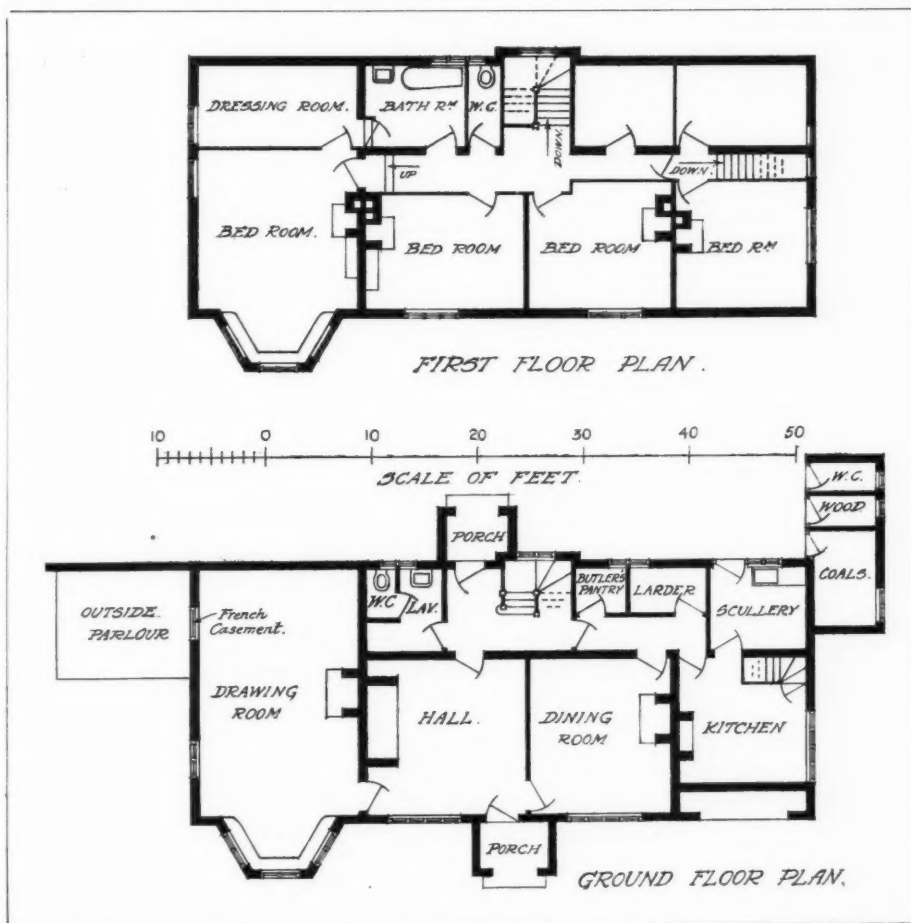 DRESSING ROOM.
BATH RM
W.C.
DOWN.
UP
DOWN.
BED ROOM.
BED ROOM
BED ROOM
BED RM
FIRST FLOOR PLAN.
10 0 10 20 30 40 50
SCALE OF FEET.
W.C.
WOOD
COALS.
PORCH
W.C
LAV.
BUTLERS
PANTRY
LARDER
SCULLERY
OUTSIDE.
PARLOUR
French
Casement.
DRAWING
ROOM
HALL.
DINING
ROOM
KITCHEN
PORCH
GROUND FLOOR PLAN.